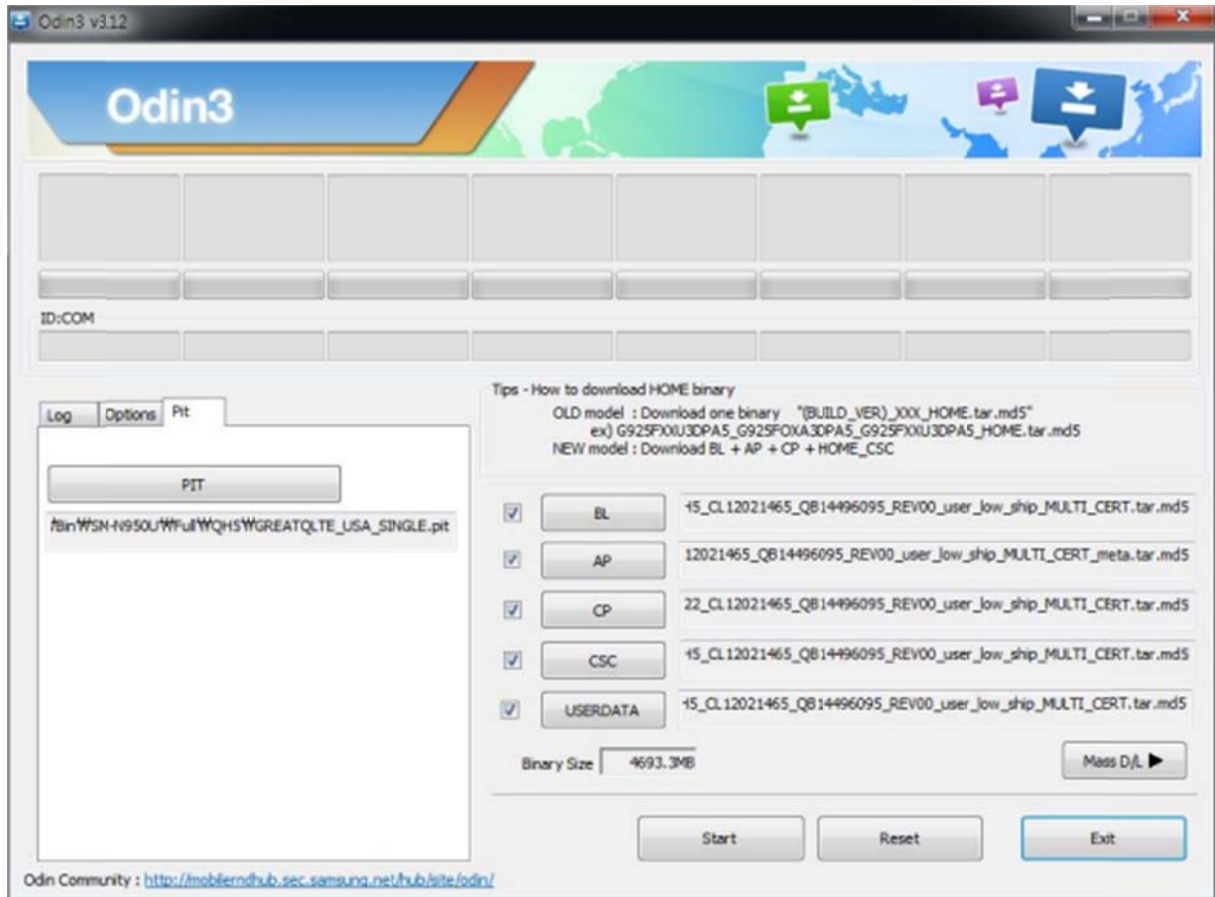 Odin3 v3.12
Odin3
ID:COM
Log Options Pit
PIT
/Bin₩SM-N950U₩Full₩QH5₩GREATQLTE_USA_SINGLE.pit
Tips - How to download HOME binary
OLD model : Download one binary "(BUILD_VER)_XXX_HOME.tar.md5"
ex) G925FXXU3DPA5_G925FOXA3DPA5_G925FXXU3DPA5_HOME.tar.md5
NEW model : Download BL + AP + CP + HOME_CSC
BL H5_CL12021465_QB14496095_REV00_user_low_ship_MULTI_CERT.tar.md5
AP 12021465_QB14496095_REV00_user_low_ship_MULTI_CERT_meta.tar.md5
CP 22_CL12021465_QB14496095_REV00_user_low_ship_MULTI_CERT.tar.md5
CSC H5_CL12021465_QB14496095_REV00_user_low_ship_MULTI_CERT.tar.md5
USERDATA H5_CL12021465_QB14496095_REV00_user_low_ship_MULTI_CERT.tar.md5
Binary Size 4693.3MB
Mass D/L ▶
Start Reset Exit
Odin Community : http://mobilerndhub.sec.samsung.net/hub/site/odin/